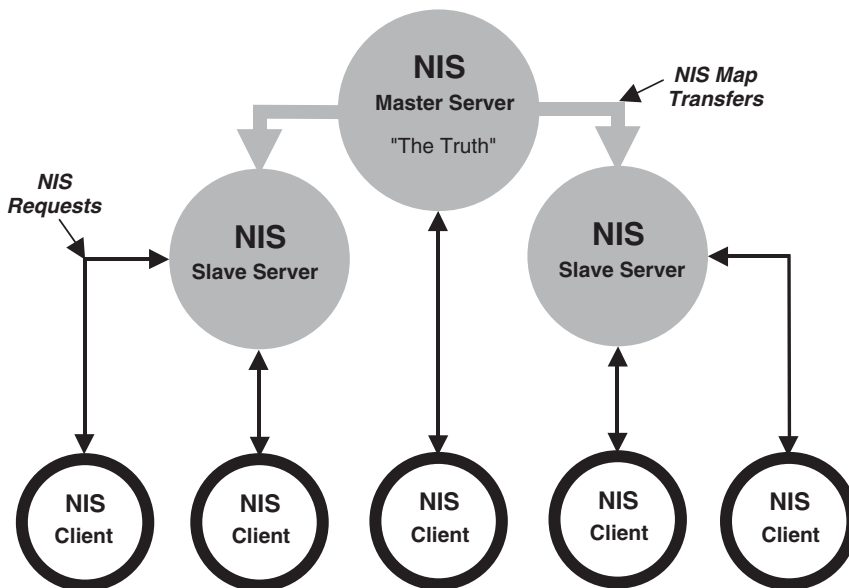 NIS
Master Server
"The Truth"
NIS Map
Transfers
NIS
Requests
NIS
Slave Server
NIS
Slave Server
NIS
Client
NIS
Client
NIS
Client
NIS
Client
NIS
Client